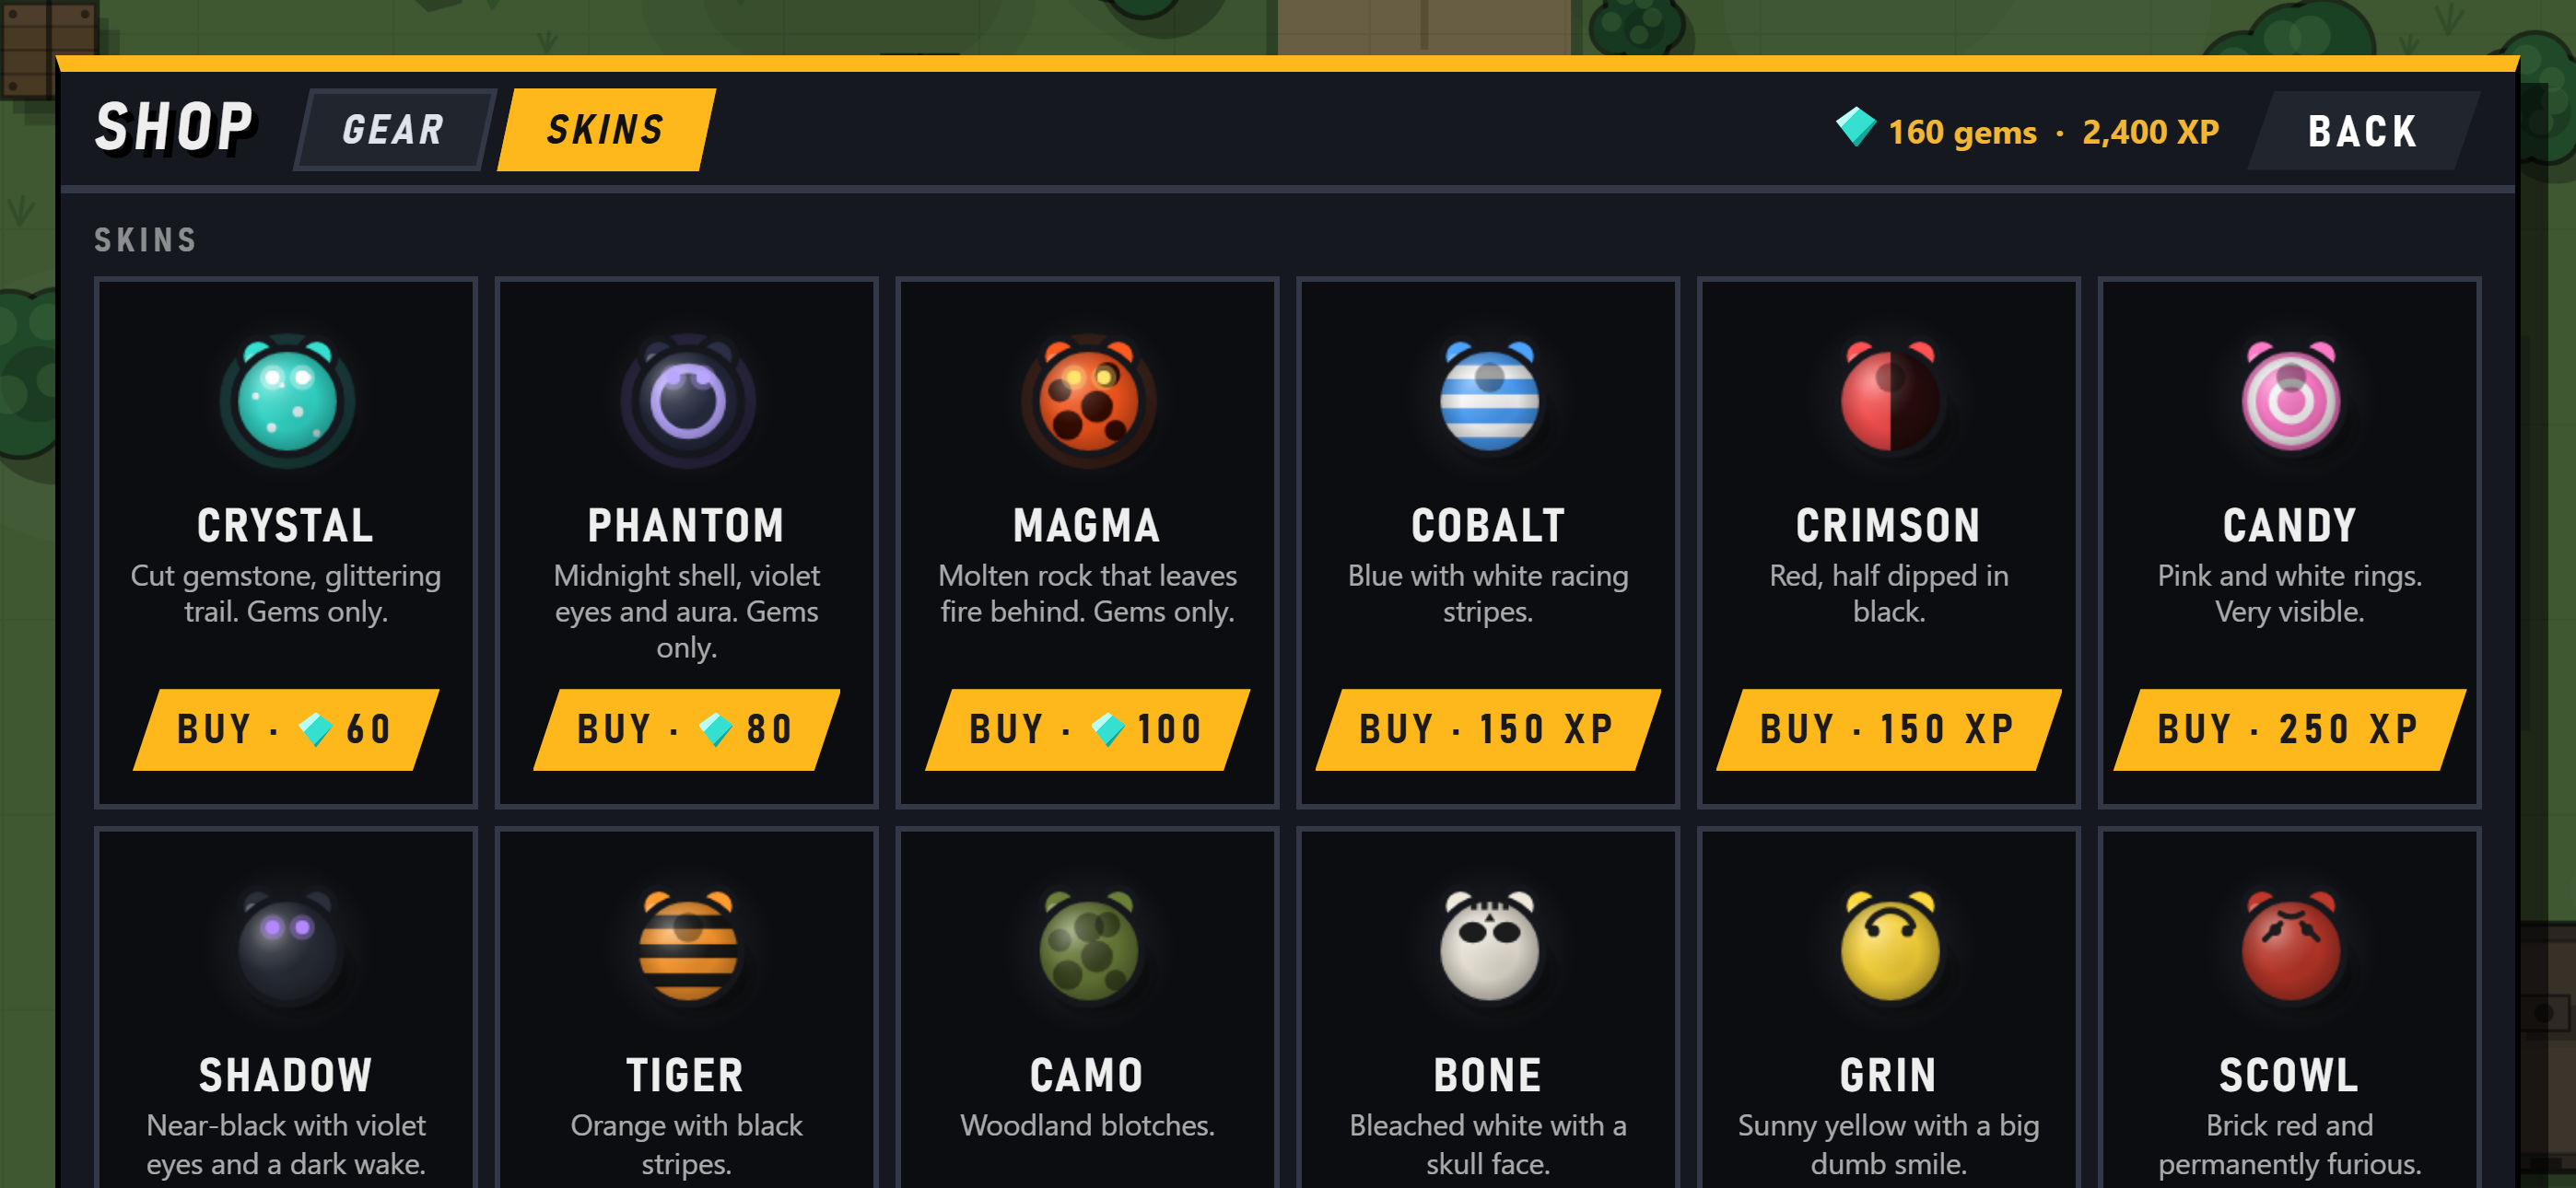 SHOP
GEAR
SKINS
160 gems · 2,400 XP
BACK
SKINS
CRYSTAL
Cut gemstone, glittering
trail. Gems only.
BUY · 60
PHANTOM
Midnight shell, violet
eyes and aura. Gems
only.
BUY · 80
MAGMA
Molten rock that leaves
fire behind. Gems only.
BUY · 100
COBALT
Blue with white racing
stripes.
BUY · 150 XP
CRIMSON
Red, half dipped in
black.
BUY · 150 XP
CANDY
Pink and white rings.
Very visible.
BUY · 250 XP
SHADOW
Near-black with violet
eyes and a dark wake.
TIGER
Orange with black
stripes.
CAMO
Woodland blotches.
BONE
Bleached white with a
skull face.
GRIN
Sunny yellow with a big
dumb smile.
SCOWL
Brick red and
permanently furious.